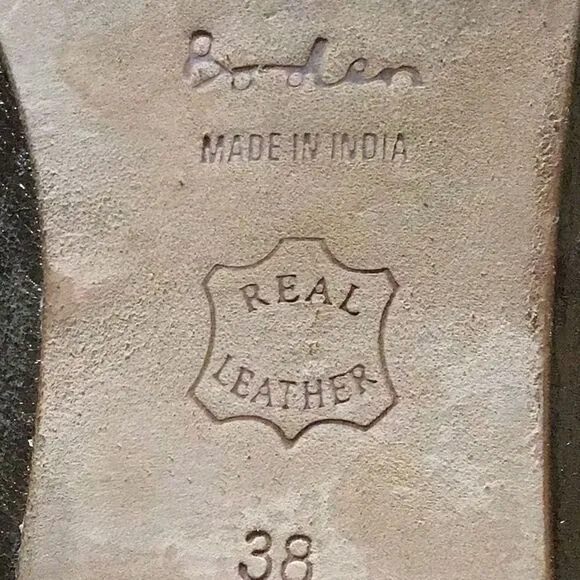 Boden
MADE IN INDIA
REAL
LEATHER
38